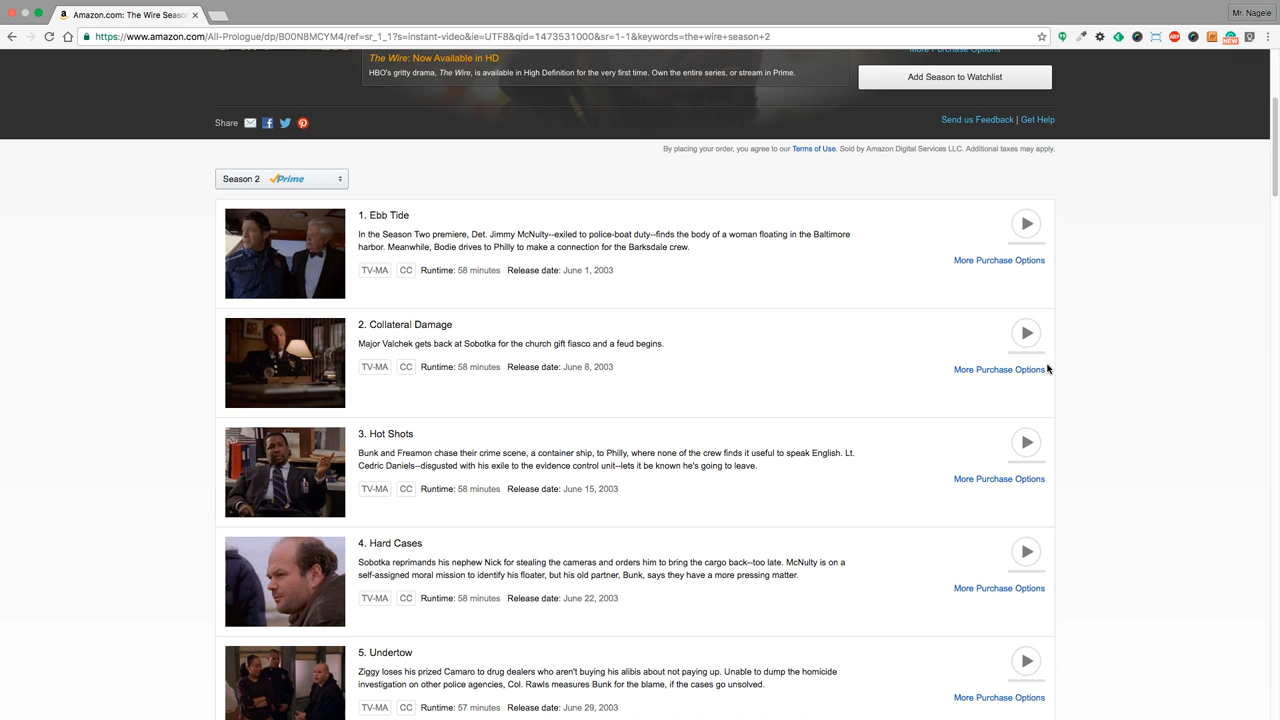 Amazon.com: The Wire Seaso
Mr. Nagele
https://www.amazon.com/All-Prologue/dp/B00N8MCYM4/ref=sr_1_1?s=instant-video&ie=UTF8&qid=1473531000&sr=1-1&keywords=the+wire+season+2
ABP
NEW
More Purchase Options
The Wire: Now Available in HD
HBO's gritty drama, The Wire, is available in High Definition for the very first time. Own the entire series, or stream in Prime.
Add Season to Watchlist
Share
Send us Feedback | Get Help
By placing your order, you agree to our Terms of Use. Sold by Amazon Digital Services LLC. Additional taxes may apply.
Season 2 Prime
1. Ebb Tide
In the Season Two premiere, Det. Jimmy McNulty--exiled to police-boat duty--finds the body of a woman floating in the Baltimore
harbor. Meanwhile, Bodie drives to Philly to make a connection for the Barksdale crew.
TV-MA CC Runtime: 58 minutes Release date: June 1, 2003
More Purchase Options
2. Collateral Damage
Major Valchek gets back at Sobotka for the church gift fiasco and a feud begins.
TV-MA CC Runtime: 58 minutes Release date: June 8, 2003
More Purchase Options
3. Hot Shots
Bunk and Freamon chase their crime scene, a container ship, to Philly, where none of the crew finds it useful to speak English. Lt.
Cedric Daniels--disgusted with his exile to the evidence control unit--lets it be known he's going to leave.
TV-MA CC Runtime: 58 minutes Release date: June 15, 2003
More Purchase Options
4. Hard Cases
Sobotka reprimands his nephew Nick for stealing the cameras and orders him to bring the cargo back--too late. McNulty is on a
self-assigned moral mission to identify his floater, but his old partner, Bunk, says they have a more pressing matter.
TV-MA CC Runtime: 58 minutes Release date: June 22, 2003
More Purchase Options
5. Undertow
Ziggy loses his prized Camaro to drug dealers who aren't buying his alibis about not paying up. Unable to dump the homicide
investigation on other police agencies, Col. Rawls measures Bunk for the blame, if the cases go unsolved.
TV-MA CC Runtime: 57 minutes Release date: June 29, 2003
More Purchase Options